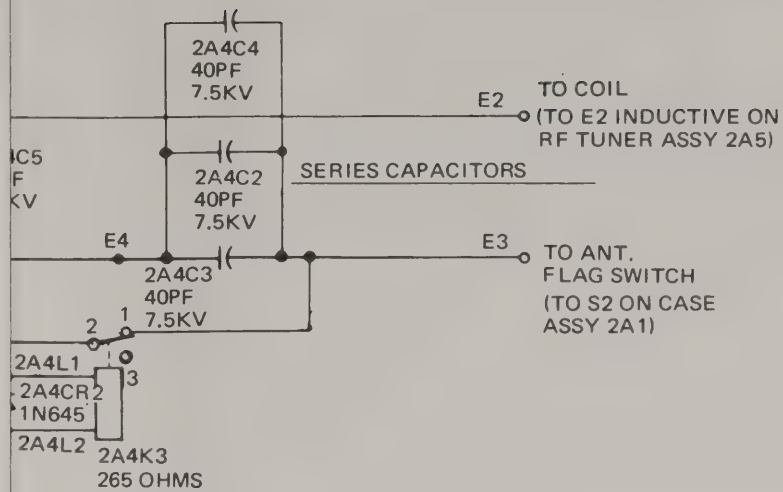 2A4C4
40PF
7.5KV
E2
TO COIL
(TO E2 INDUCTIVE ON
RF TUNER ASSY 2A5)
2A4C2
40PF
7.5KV
SERIES CAPACITORS
E4
E3
TO ANT.
FLAG SWITCH
(TO S2 ON CASE
ASSY 2A1)
2A4C3
40PF
7.5KV
1
2
3
2A4L1
2A4CR2
1N645
2A4L2
2A4K3
265 OHMS